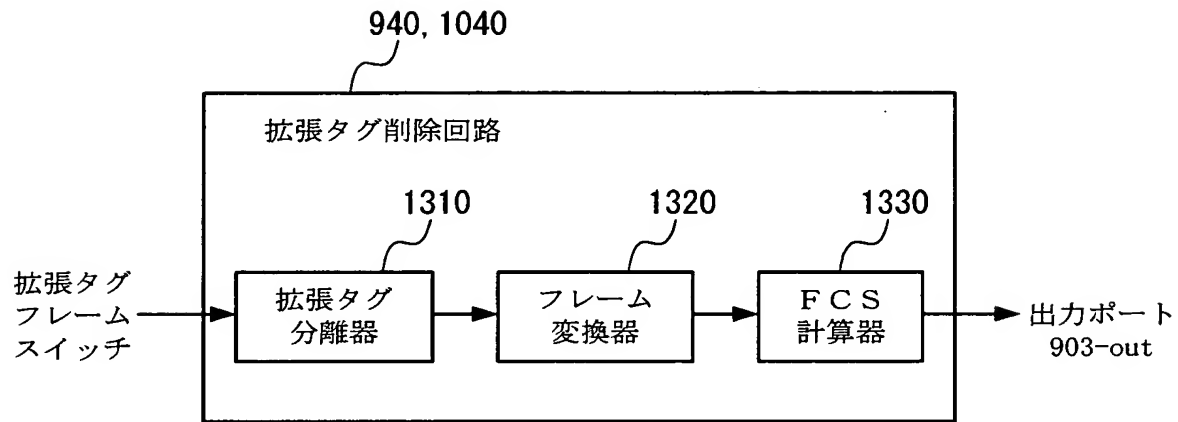 940, 1040
拡張タグ削除回路
1310
1320
1330
拡張タグ
フレーム
スイッチ
拡張タグ
分離器
フレーム
変換器
ＦＣＳ
計算器
出力ポート
903-out